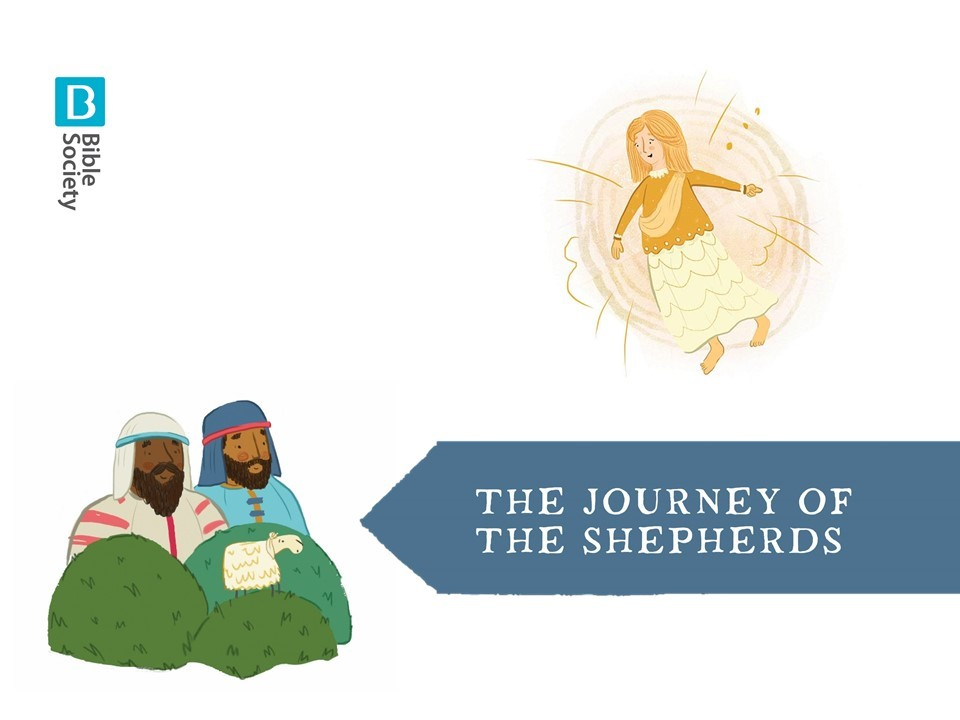 B
Bible
Society
THE JOURNEY OF
THE SHEPHERDS